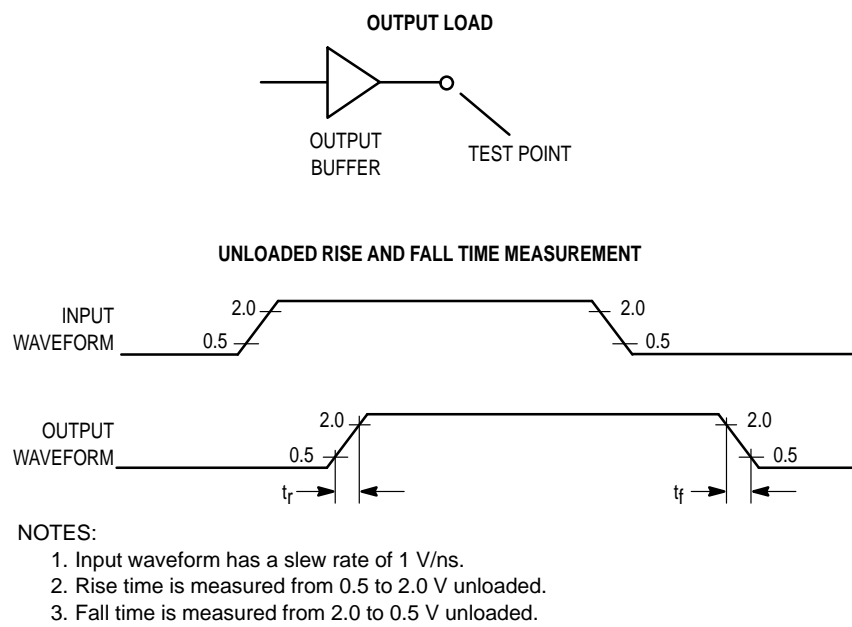 OUTPUT LOAD
OUTPUT
BUFFER
TEST POINT
UNLOADED RISE AND FALL TIME MEASUREMENT
INPUT
WAVEFORM
2.0
0.5
2.0
0.5
OUTPUT
WAVEFORM
2.0
0.5
2.0
0.5
tr
tf
NOTES:
1. Input waveform has a slew rate of 1 V/ns.
2. Rise time is measured from 0.5 to 2.0 V unloaded.
3. Fall time is measured from 2.0 to 0.5 V unloaded.